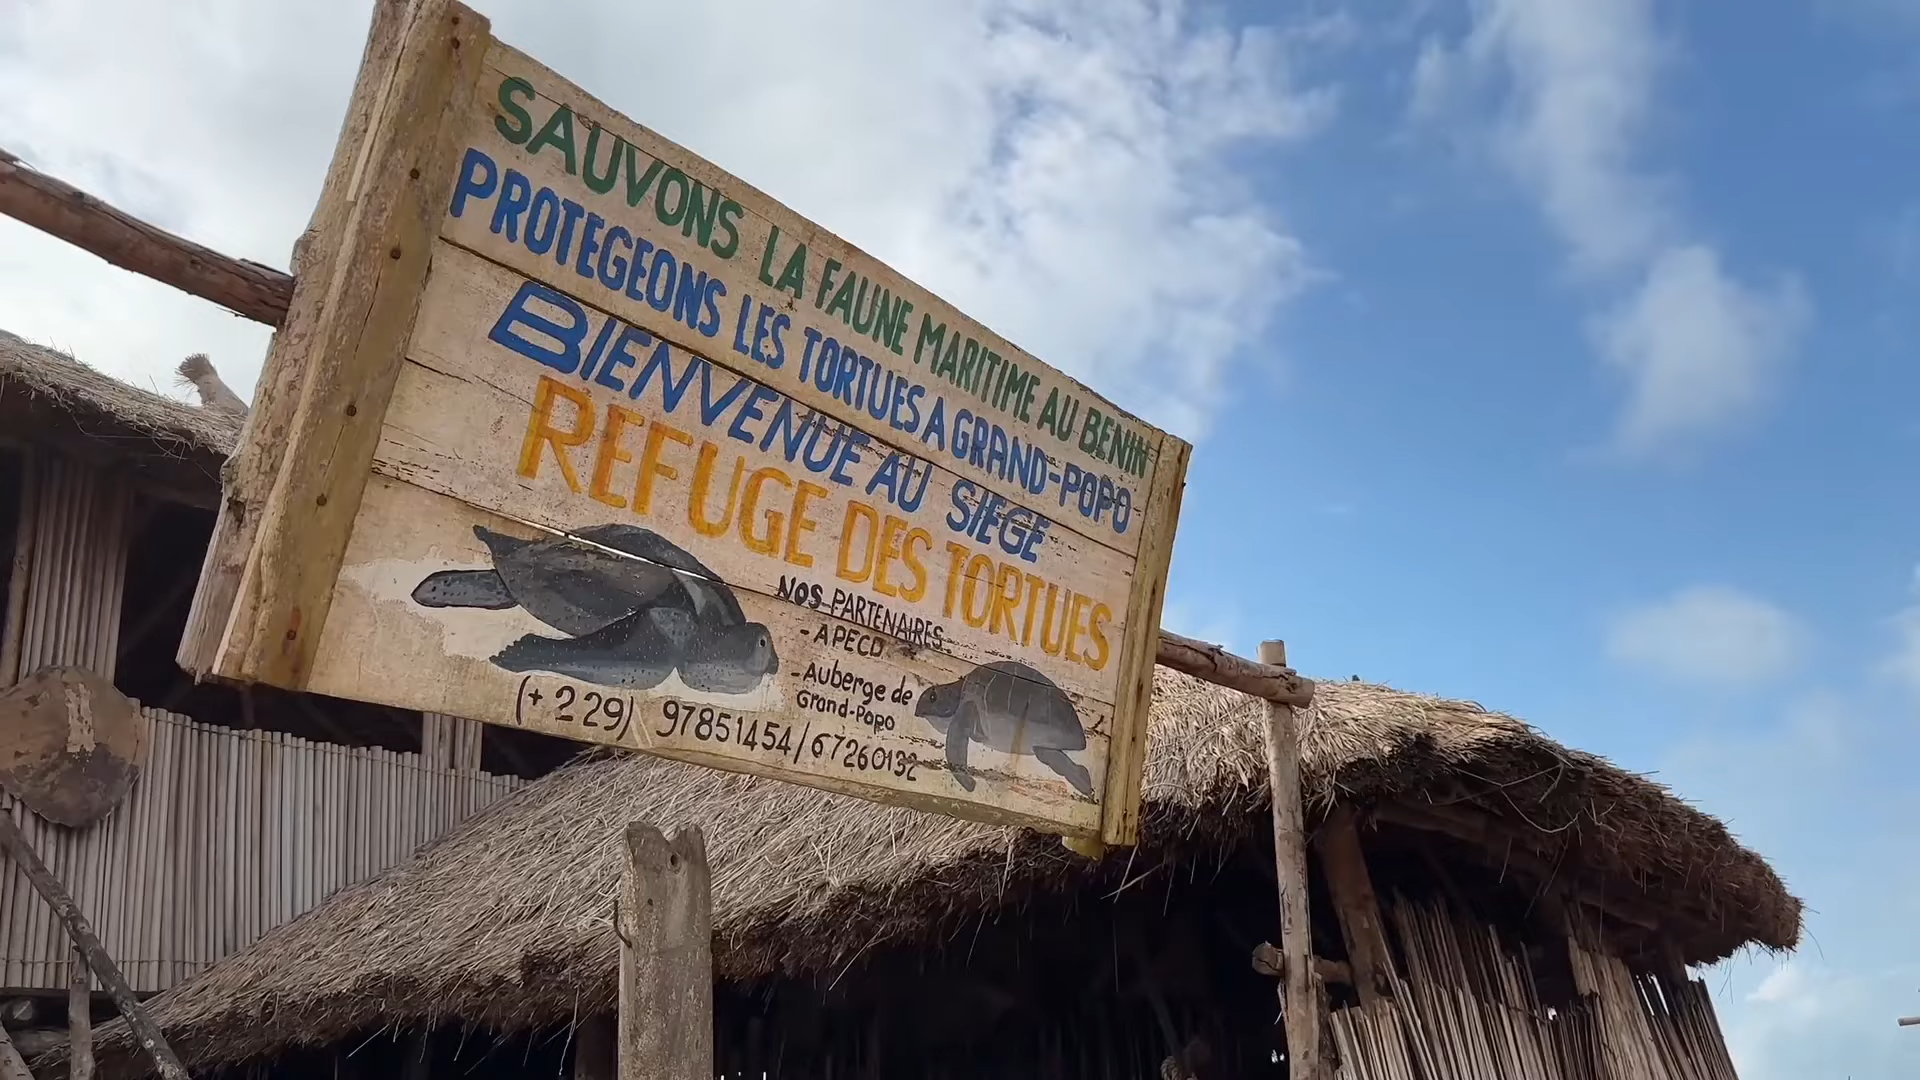 SAUVONS LA FAUNE MARITIME AU BENIN
PROTEGEONS LES TORTUES A GRAND-POPO
BIENVENUE AU SIEGE
REFUGE DES TORTUES
NOS PARTENAIRES
- APECD
- Auberge de
Grand-Popo
(+229) 97851454/67260132